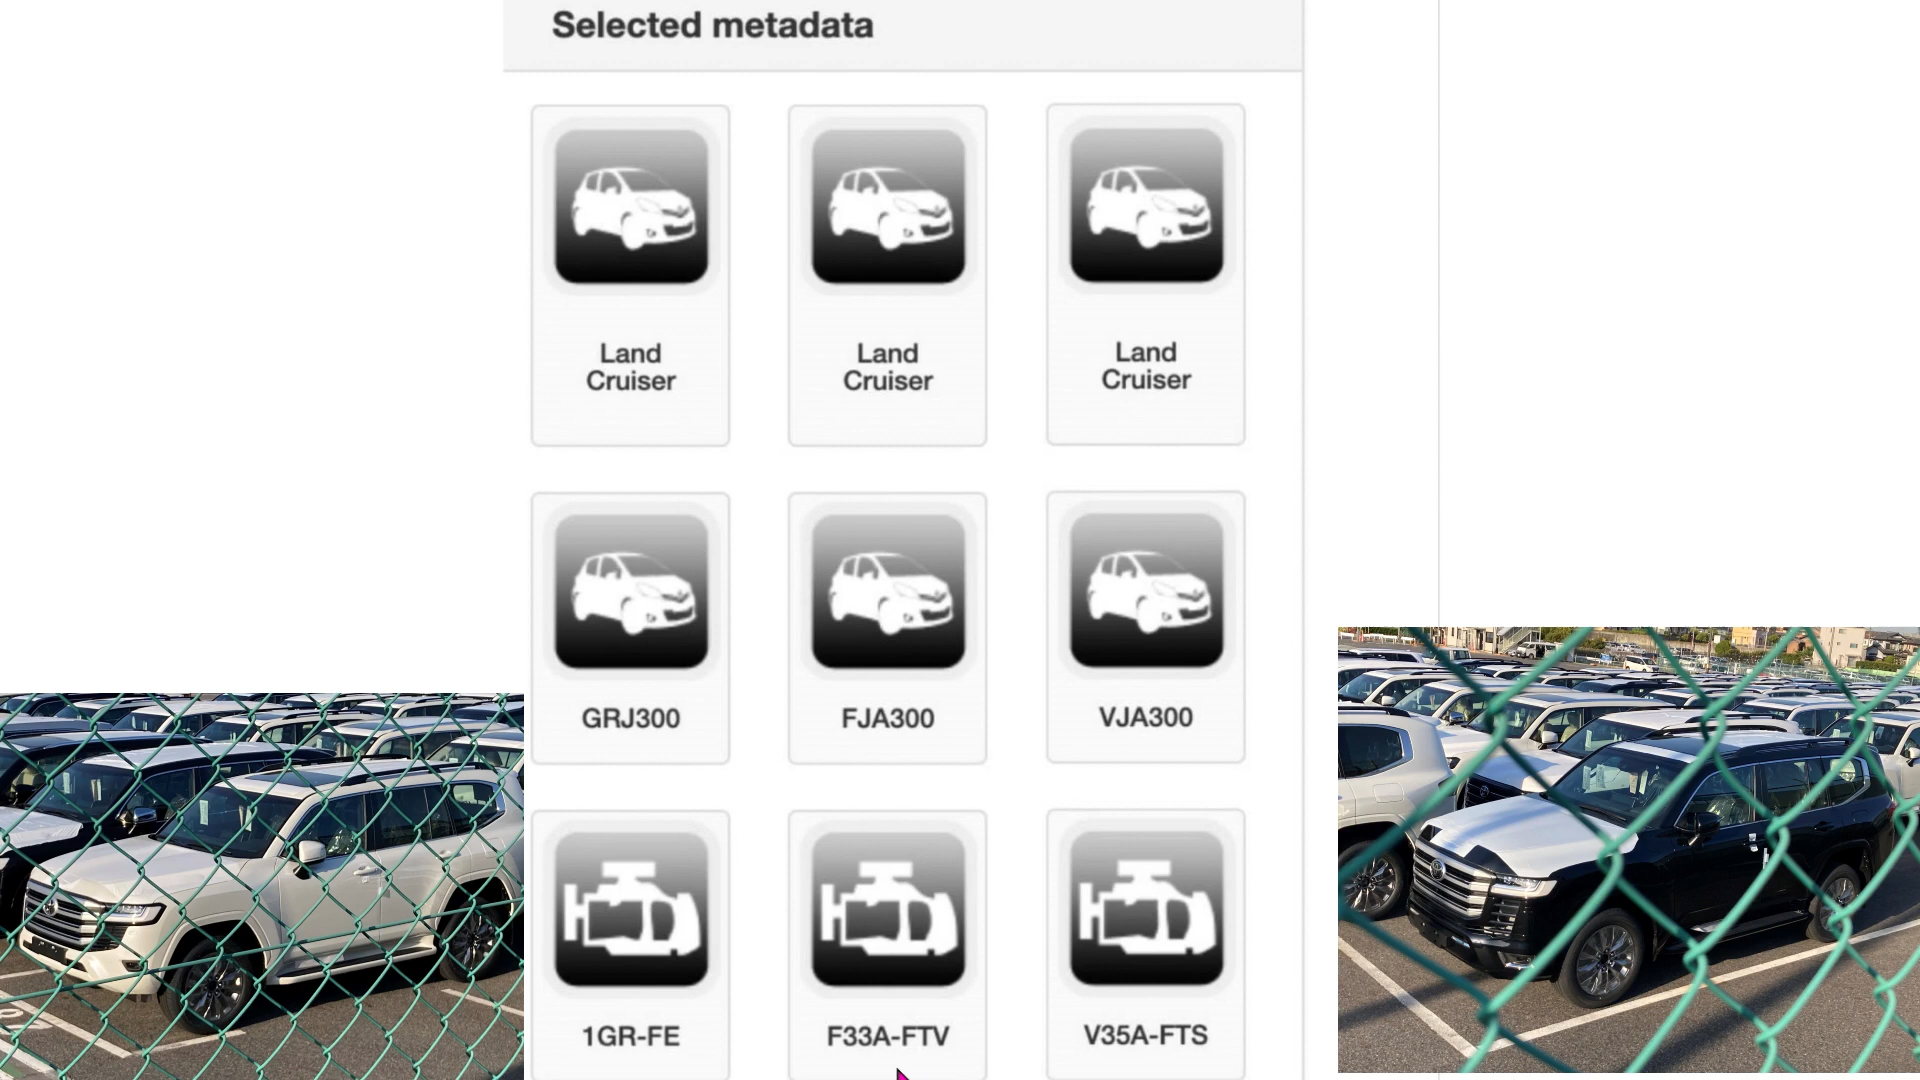 Selected metadata
Land
Cruiser
Land
Cruiser
Land
Cruiser
GRJ300
FJA300
VJA300
1GR-FE
F33A-FTV
V35A-FTS